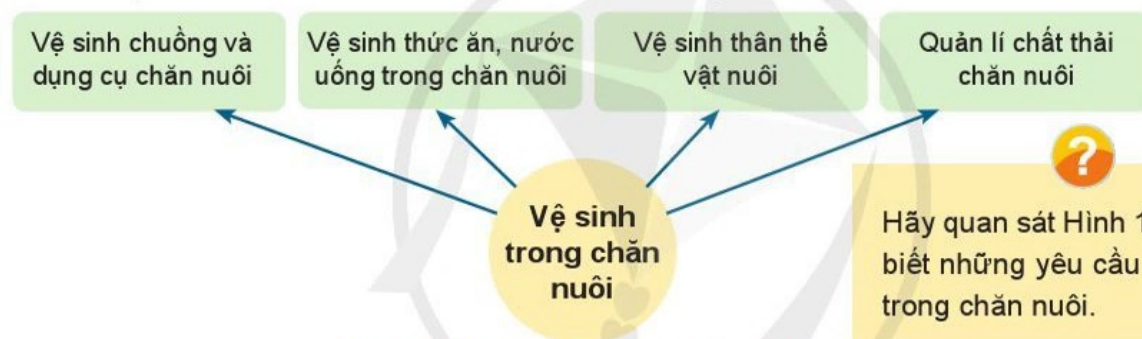 Vệ sinh chuồng và
dụng cụ chăn nuôi
Vệ sinh thức ăn, nước
uống trong chăn nuôi
Vệ sinh thân thể
vật nuôi
Quản lí chất thải
chăn nuôi
Vệ sinh
trong chăn
nuôi
?
Hãy quan sát Hình 1
biết những yêu cầu
trong chăn nuôi.